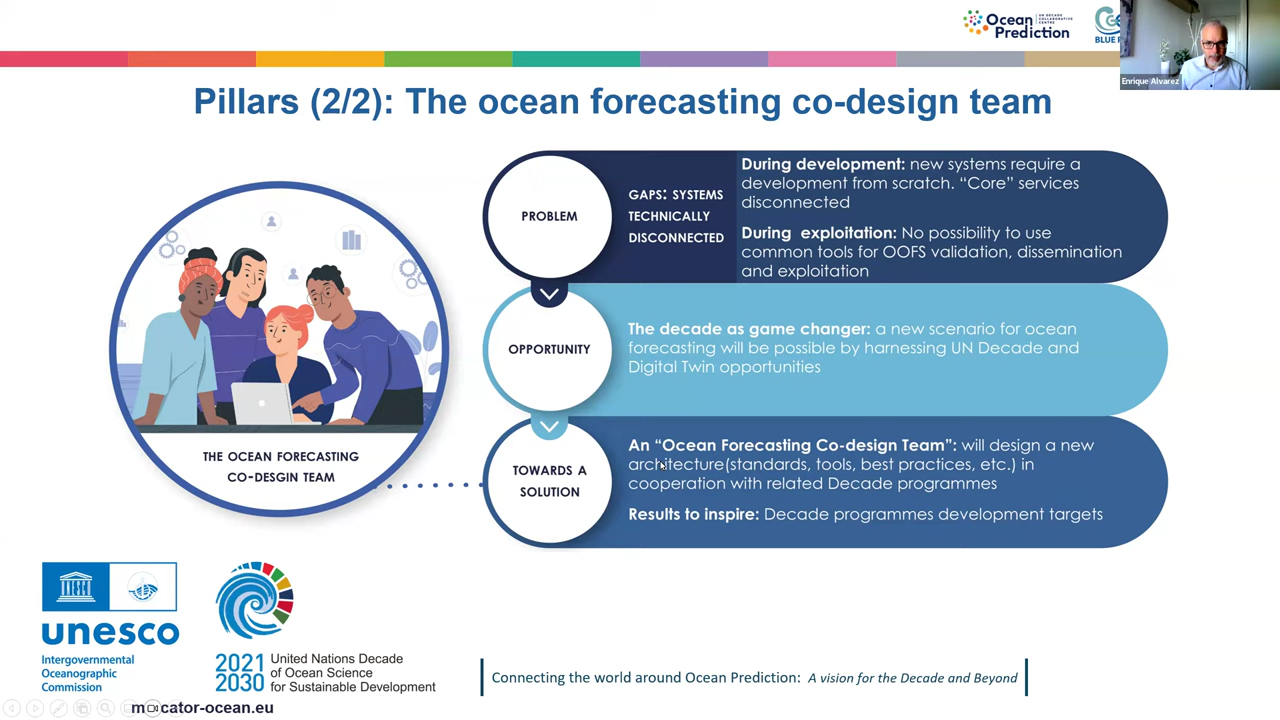 Ocean
Prediction
UN DECADE
COLLABORATIVE
CENTRE
Enrique Alvarez
Pillars (2/2): The ocean forecasting co-design team
THE OCEAN FORECASTING
CO-DESGIN TEAM
PROBLEM
GAPS: SYSTEMS
TECHNICALLY
DISCONNECTED
During development: new systems require a
development from scratch. “Core” services
disconnected
During exploitation: No possibility to use
common tools for OOFS validation, dissemination
and exploitation
OPPORTUNITY
The decade as game changer: a new scenario for ocean
forecasting will be possible by harnessing UN Decade and
Digital Twin opportunities
TOWARDS A
SOLUTION
An “Ocean Forecasting Co-design Team”: will design a new
architecture(standards, tools, best practices, etc.) in
cooperation with related Decade programmes
Results to inspire: Decade programmes development targets
UNESCO
unesco
Intergovernmental
Oceanographic
Commission
2021
2030
United Nations Decade
of Ocean Science
for Sustainable Development
Connecting the world around Ocean Prediction: A vision for the Decade and Beyond
cator-ocean.eu